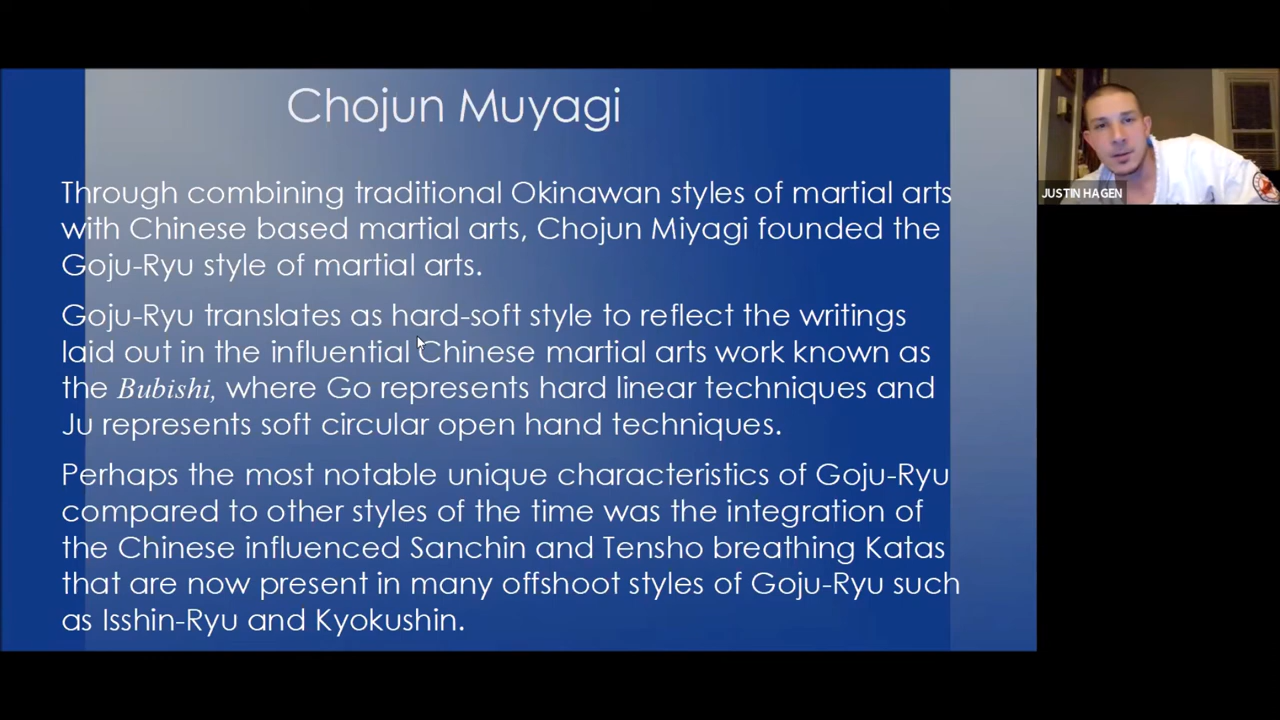 Chojun Muyagi
Through combining traditional Okinawan styles of martial arts
with Chinese based martial arts, Chojun Miyagi founded the
Goju-Ryu style of martial arts.
Goju-Ryu translates as hard-soft style to reflect the writings
laid out in the influential Chinese martial arts work known as
the Bubishi, where Go represents hard linear techniques and
Ju represents soft circular open hand techniques.
Perhaps the most notable unique characteristics of Goju-Ryu
compared to other styles of the time was the integration of
the Chinese influenced Sanchin and Tensho breathing Katas
that are now present in many offshoot styles of Goju-Ryu such
as Isshin-Ryu and Kyokushin.
JUSTIN HAGEN